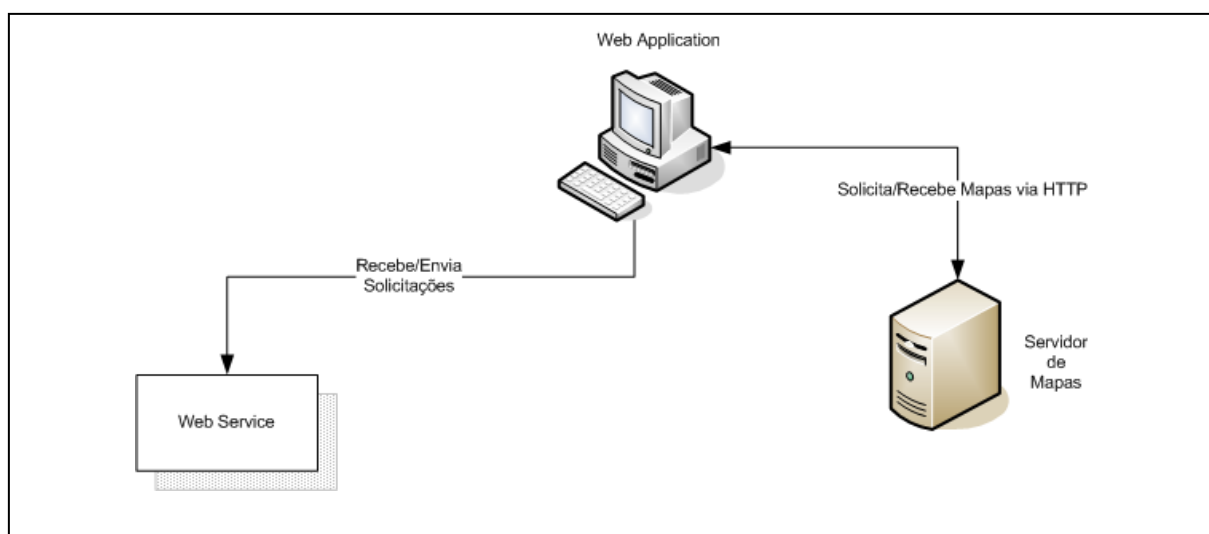 Web Application
Solicita/Recebe Mapas via HTTP
Recebe/Envia
Solicitações
Servidor
de
Mapas
Web Service